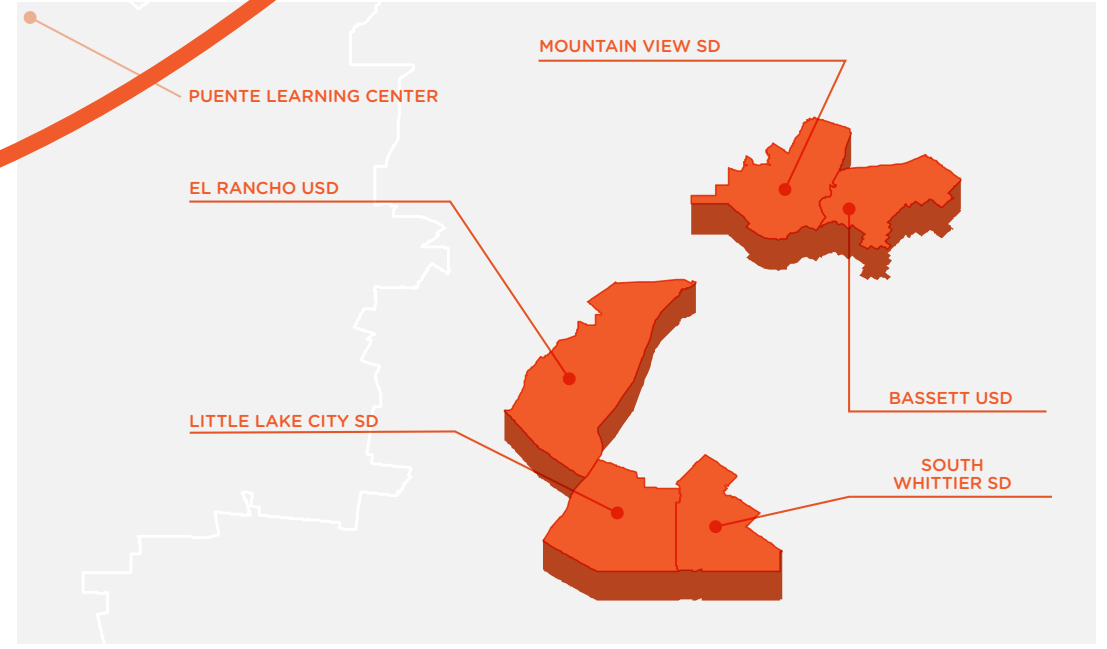 MOUNTAIN VIEW SD
PUENTE LEARNING CENTER
EL RANCHO USD
BASSETT USD
LITTLE LAKE CITY SD
SOUTH
WHITTIER SD